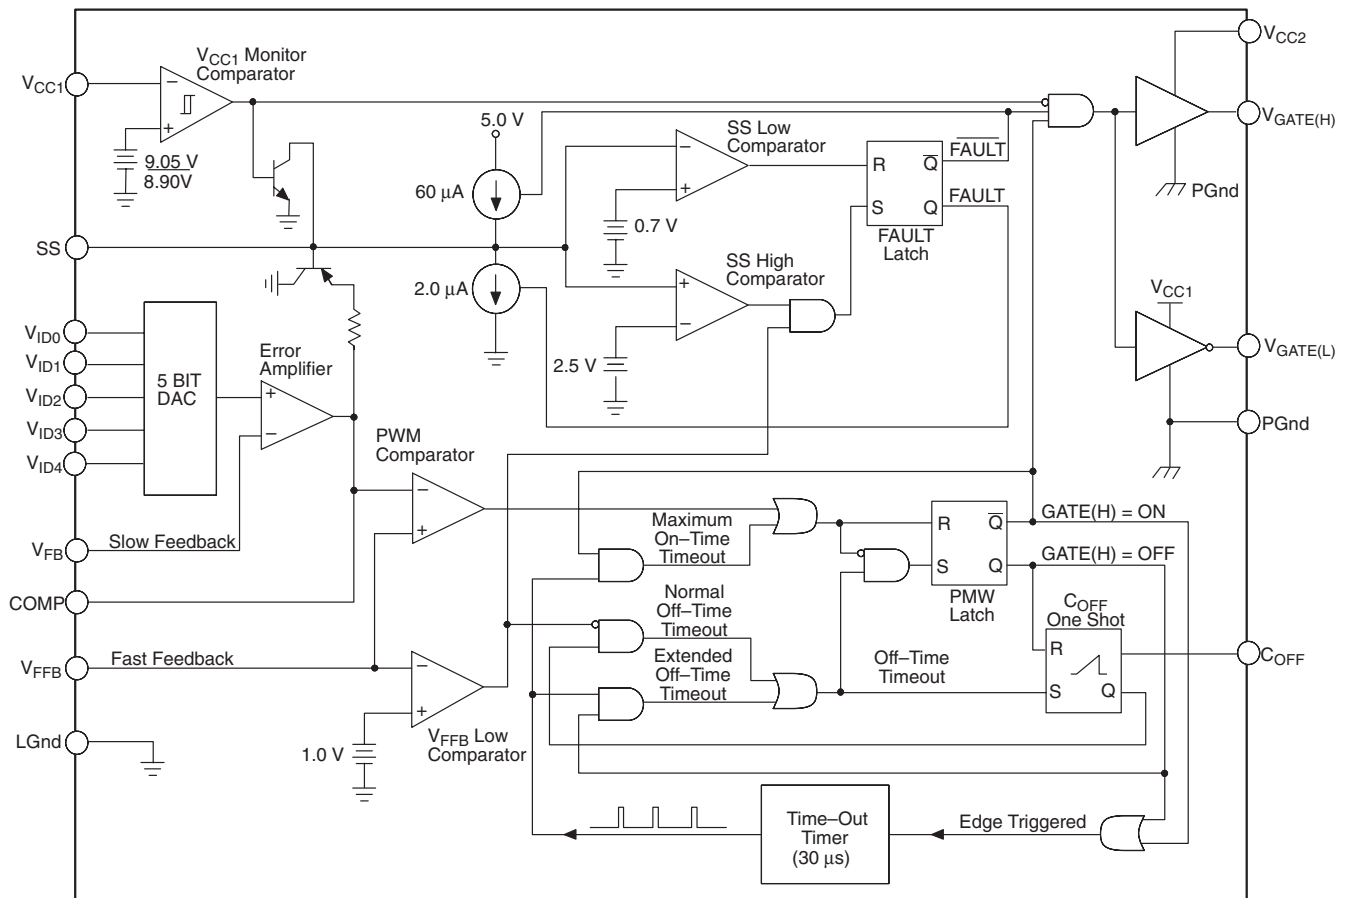 VCC1
VCC1 Monitor
Comparator
−
+
9.05 V
8.90V
5.0 V
60 μA
SS Low
Comparator
−
+
0.7 V
R
Q
S
Q
FAULT
FAULT
FAULT
Latch
VCC2
VGATE(H)
PGnd
SS
2.0 μA
SS High
Comparator
+
−
2.5 V
VCC1
VGATE(L)
PGnd
VID0
VID1
VID2
VID3
VID4
5 BIT
DAC
Error
Amplifier
+
−
PWM
Comparator
−
+
VFB
Slow Feedback
COMP
VFFB
Fast Feedback
LGnd
−
+
1.0 V
VFFB Low
Comparator
Maximum
On–Time
Timeout
Normal
Off–Time
Timeout
Extended
Off–Time
Timeout
R
Q
S
Q
PMW
Latch
GATE(H) = ON
GATE(H) = OFF
COFF
One Shot
R
S
Q
Off–Time
Timeout
COFF
Time–Out
Timer
(30 μs)
Edge Triggered